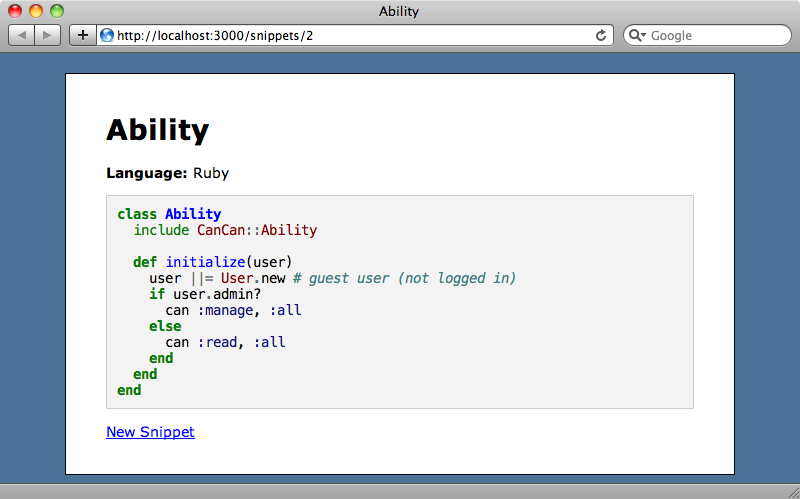 Ability
http://localhost:3000/snippets/2
Google
Ability
Language: Ruby
class Ability
  include CanCan::Ability

  def initialize(user)
    user ||= User.new # guest user (not logged in)
    if user.admin?
      can :manage, :all
    else
      can :read, :all
    end
  end
end
New Snippet